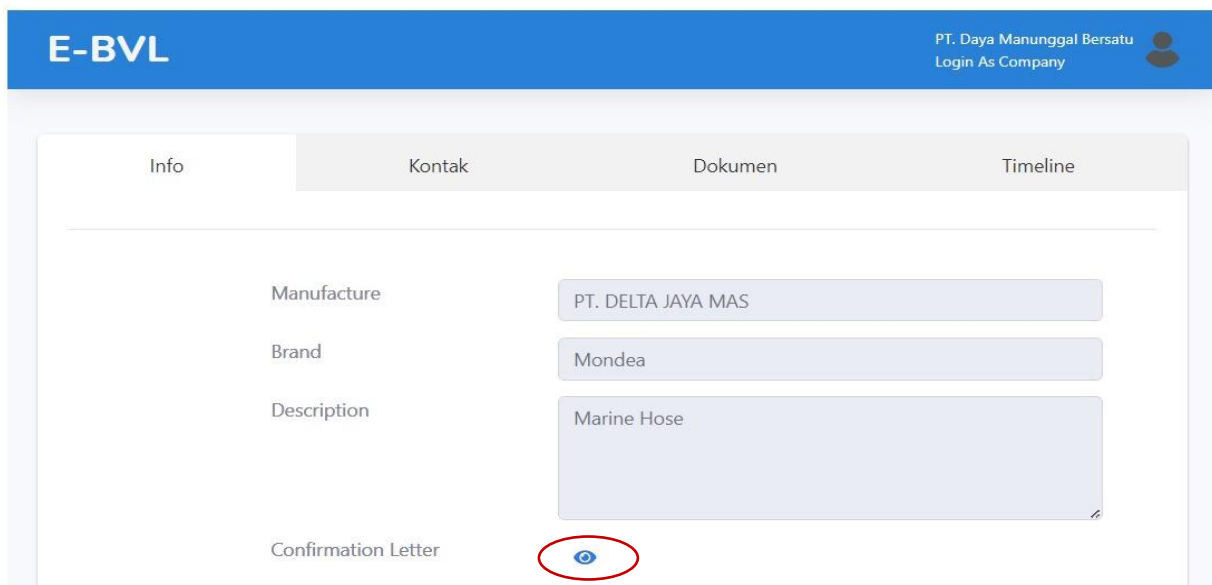 E-BVL
PT. Daya Manunggal Bersatu
Login As Company
Info Kontak Dokumen Timeline
Manufacture PT. DELTA JAYA MAS
Brand Mondea
Description Marine Hose
Confirmation Letter